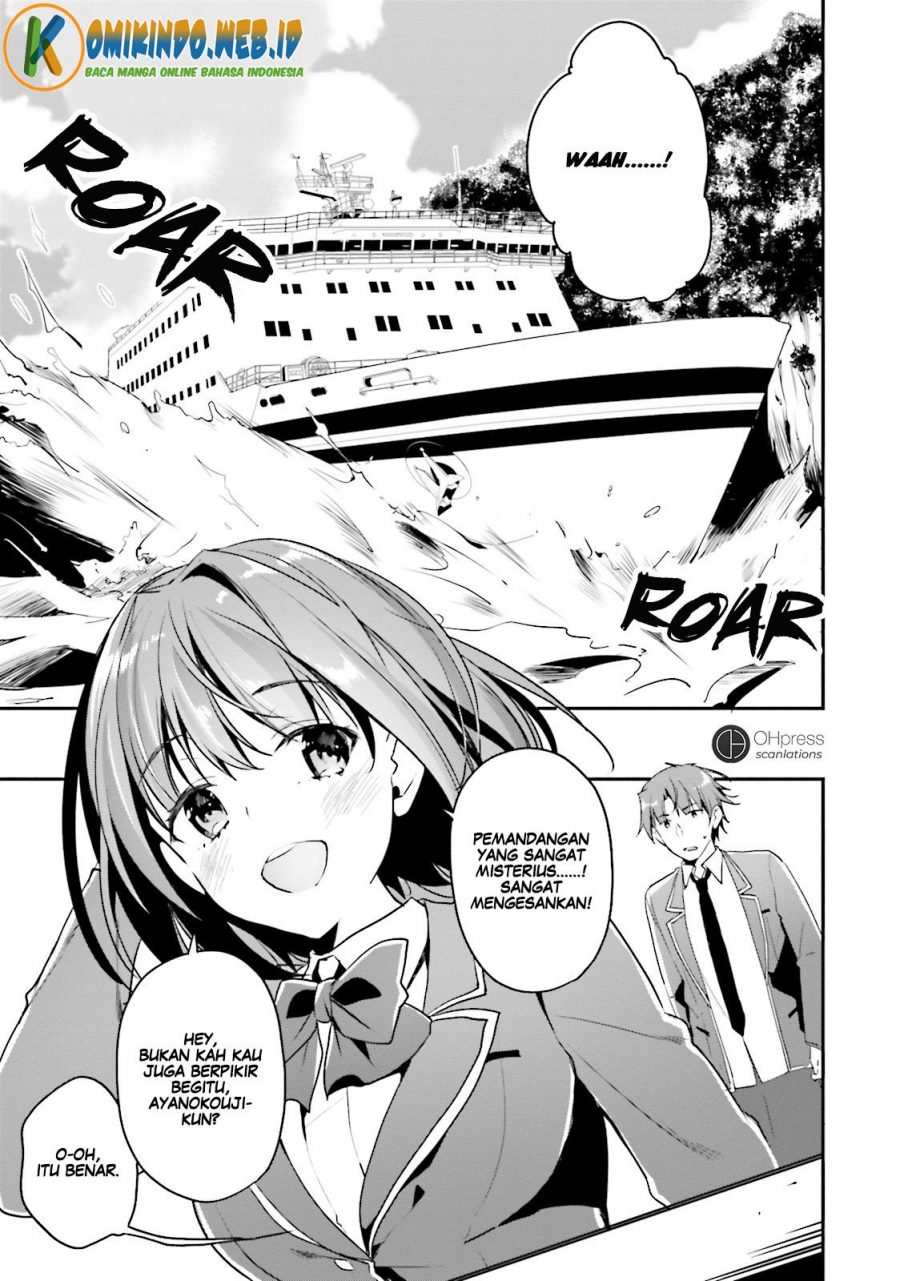 KOMIKINDO.WEB.ID
BACA MANGA ONLINE BAHASA INDONESIA
WAAH.......!
ROAR
ROAR
OHpress
scanlations
PEMANDANGAN
YANG SANGAT
MISTERIUS......!
SANGAT
MENGESANKAN!
HEY,
BUKAN KAH KAU
JUGA BERPIKIR
BEGITU,
AYANOKOUJI-
KUN?
O-OH,
ITU BENAR.